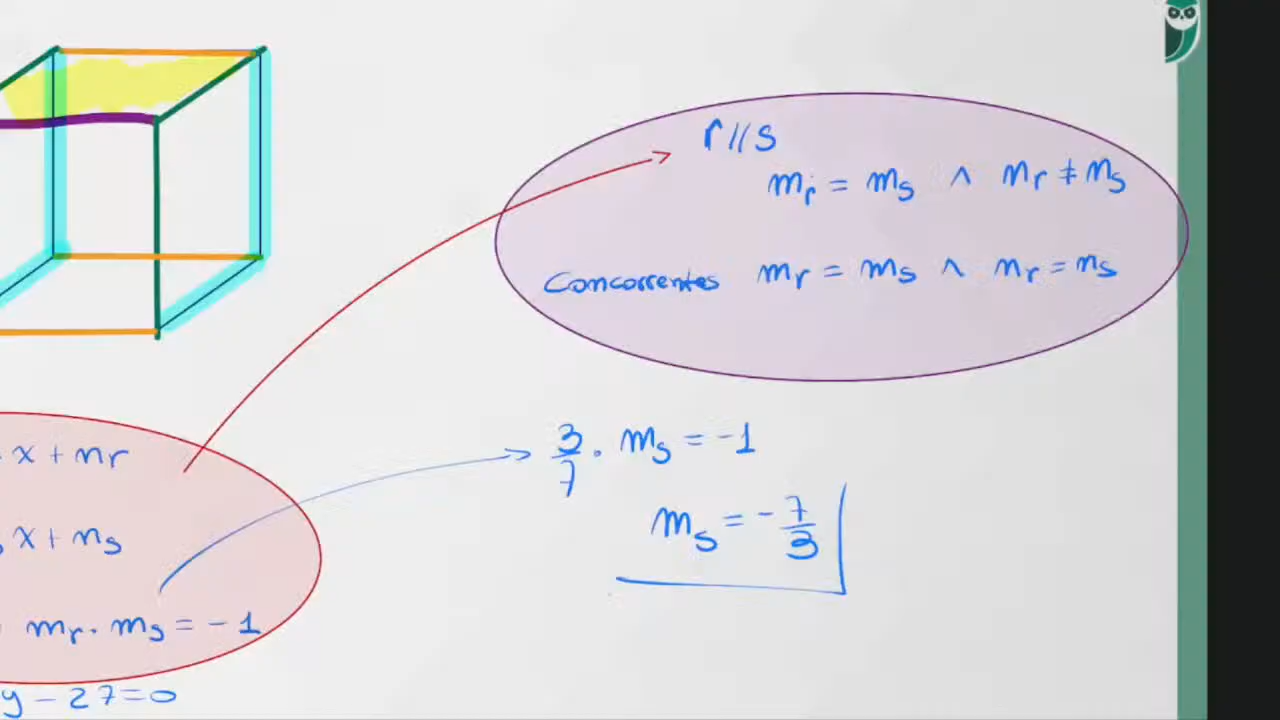 r // s
mr = ms ∧ nr ≠ ns
Concorrentes mr = ms ∧ nr = ns
x + nr
x + ns
mr . ms = -1
y - 27 = 0
3/7 . ms = -1
ms = -7/3